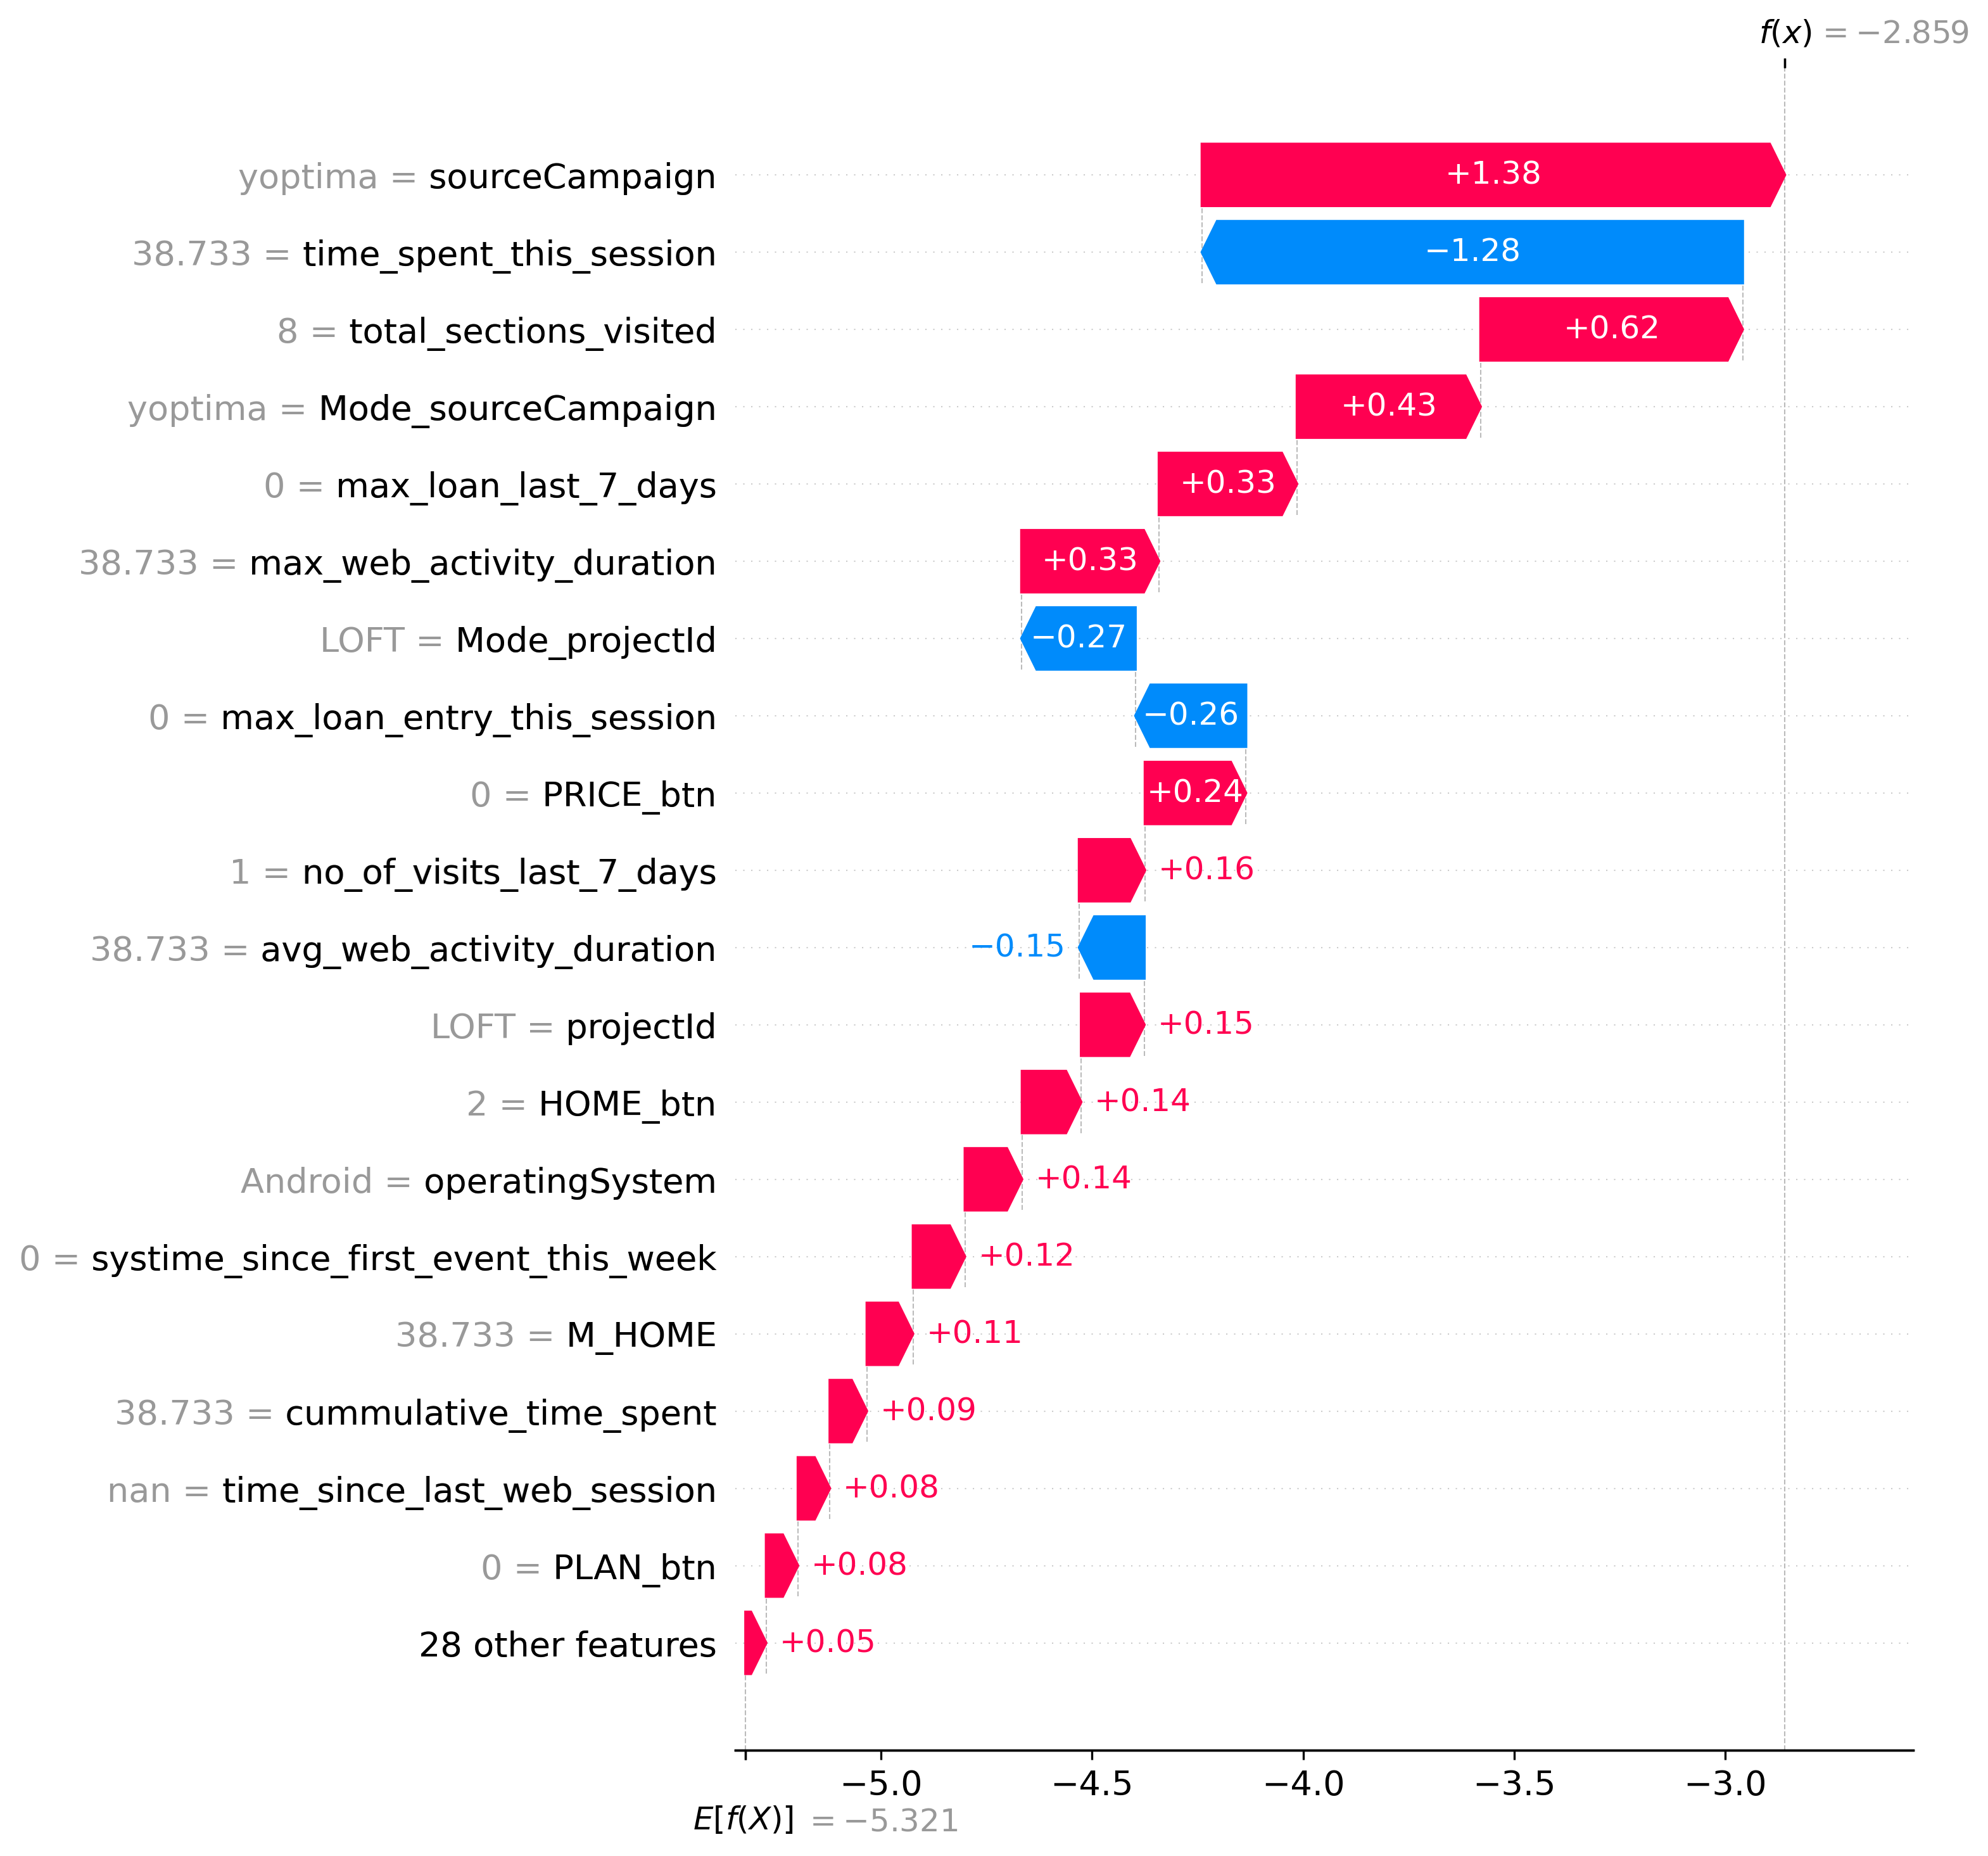 f(x) = −2.859
yoptima = sourceCampaign +1.38
38.733 = time_spent_this_session −1.28
8 = total_sections_visited +0.62
yoptima = Mode_sourceCampaign +0.43
0 = max_loan_last_7_days +0.33
38.733 = max_web_activity_duration +0.33
LOFT = Mode_projectId −0.27
0 = max_loan_entry_this_session −0.26
0 = PRICE_btn +0.24
1 = no_of_visits_last_7_days +0.16
38.733 = avg_web_activity_duration −0.15
LOFT = projectId +0.15
2 = HOME_btn +0.14
Android = operatingSystem +0.14
0 = systime_since_first_event_this_week +0.12
38.733 = M_HOME +0.11
38.733 = cummulative_time_spent +0.09
nan = time_since_last_web_session +0.08
0 = PLAN_btn +0.08
28 other features +0.05
−5.0 −4.5 −4.0 −3.5 −3.0
E[f(X)] = −5.321